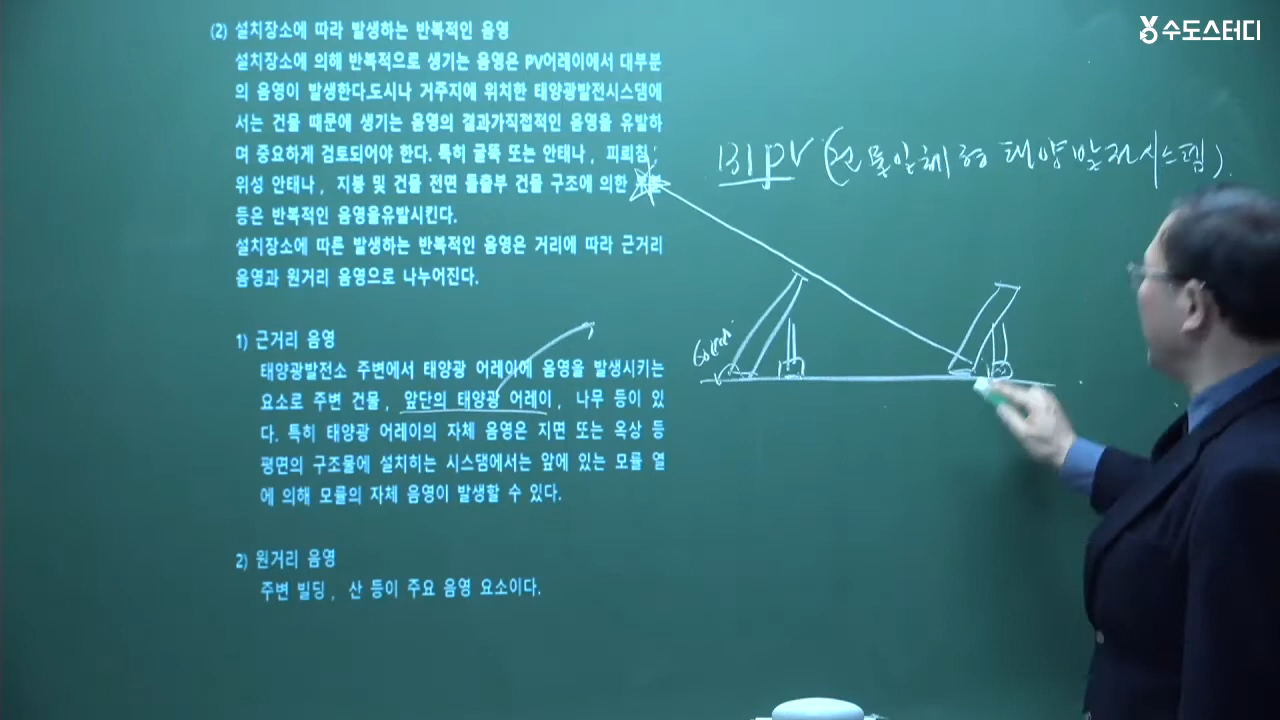 수도스터디
(2) 설치장소에 따라 발생하는 반복적인 음영
설치장소에 의해 반복적으로 생기는 음영은 PV어레이에서 대부분
의 음영이 발생한다.도시나 거주지에 위치한 태양광발전시스댐에
서는 건물 때문에 생기는 음영의 결과가직접적인 음영을 유발하
며 중요하게 검토되어야 한다. 특히 굴뚝 또는 안태나, 피뢰침,
위성 안태나, 지붕 및 건물 전면 돌출부 건물 구조에 의한
등은 반복적인 음영을유발시킨다.
설치장소에 따른 발생하는 반복적인 음영은 거리에 따라 근거리
음영과 원거리 음영으로 나누어진다.
1) 근거리 음영
태양광발전소 주변에서 태양광 어레이에 음영을 발생시키는
요소로 주변 건물, 앞단의 태양광 어레이, 나무 등이 있
다. 특히 태양광 어레이의 자체 음영은 지면 또는 옥상 등
평면의 구조물에 설치히는 시스댐에서는 앞에 있는 모률 열
에 의해 모률의 자체 음영이 발생할 수 있다.
2) 원거리 음영
주변 빌딩, 산 등이 주요 음영 요소이다.
BIPV (건물일체형 태양발전시스템).